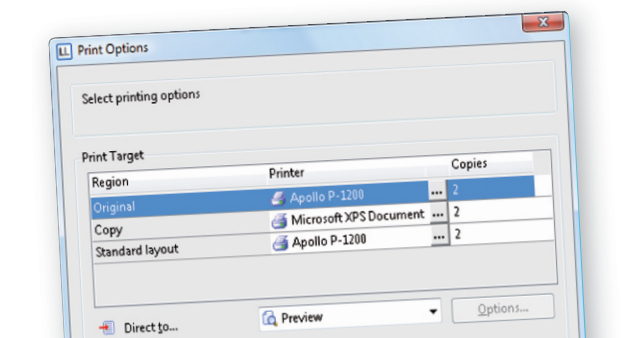 LL Print Options
Select printing options
Print Target
Region Printer Copies
Original Apollo P-1200 ... 2
Copy Microsoft XPS Document ... 2
Standard layout Apollo P-1200 ... 2
Direct to... Preview Options...